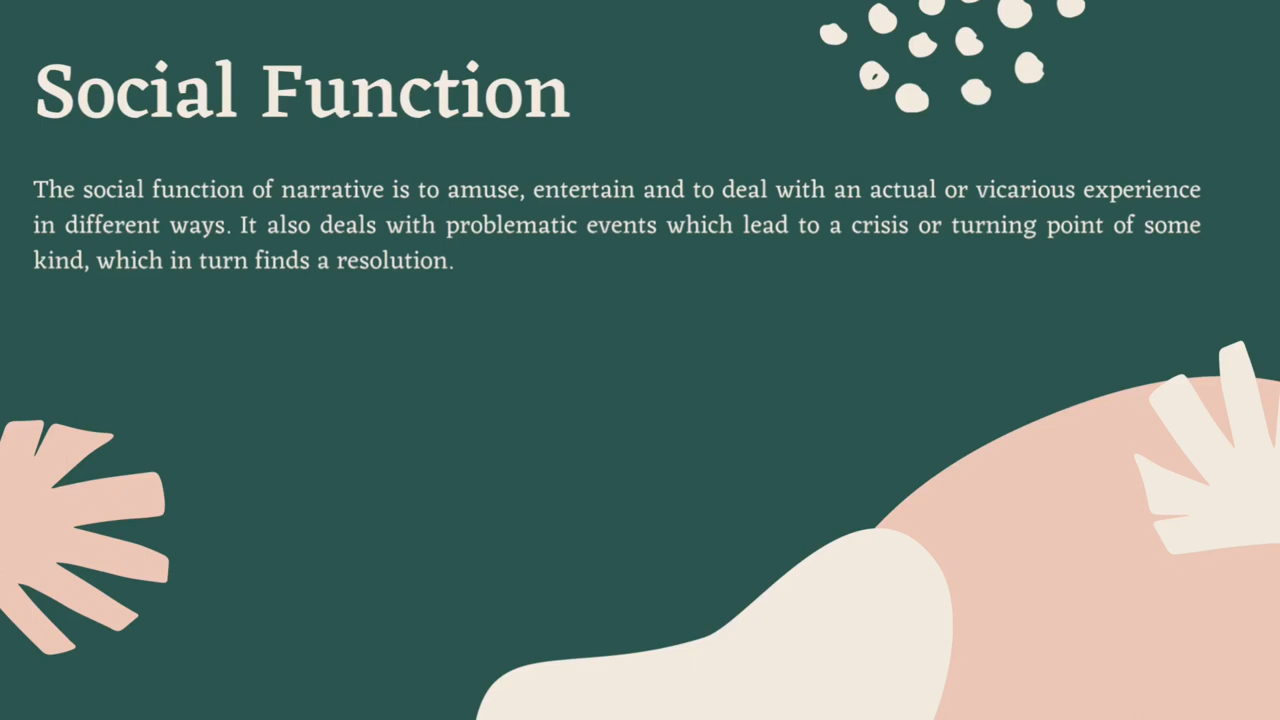 Social Function
The social function of narrative is to amuse, entertain and to deal with an actual or vicarious experience
in different ways. It also deals with problematic events which lead to a crisis or turning point of some
kind, which in turn finds a resolution.